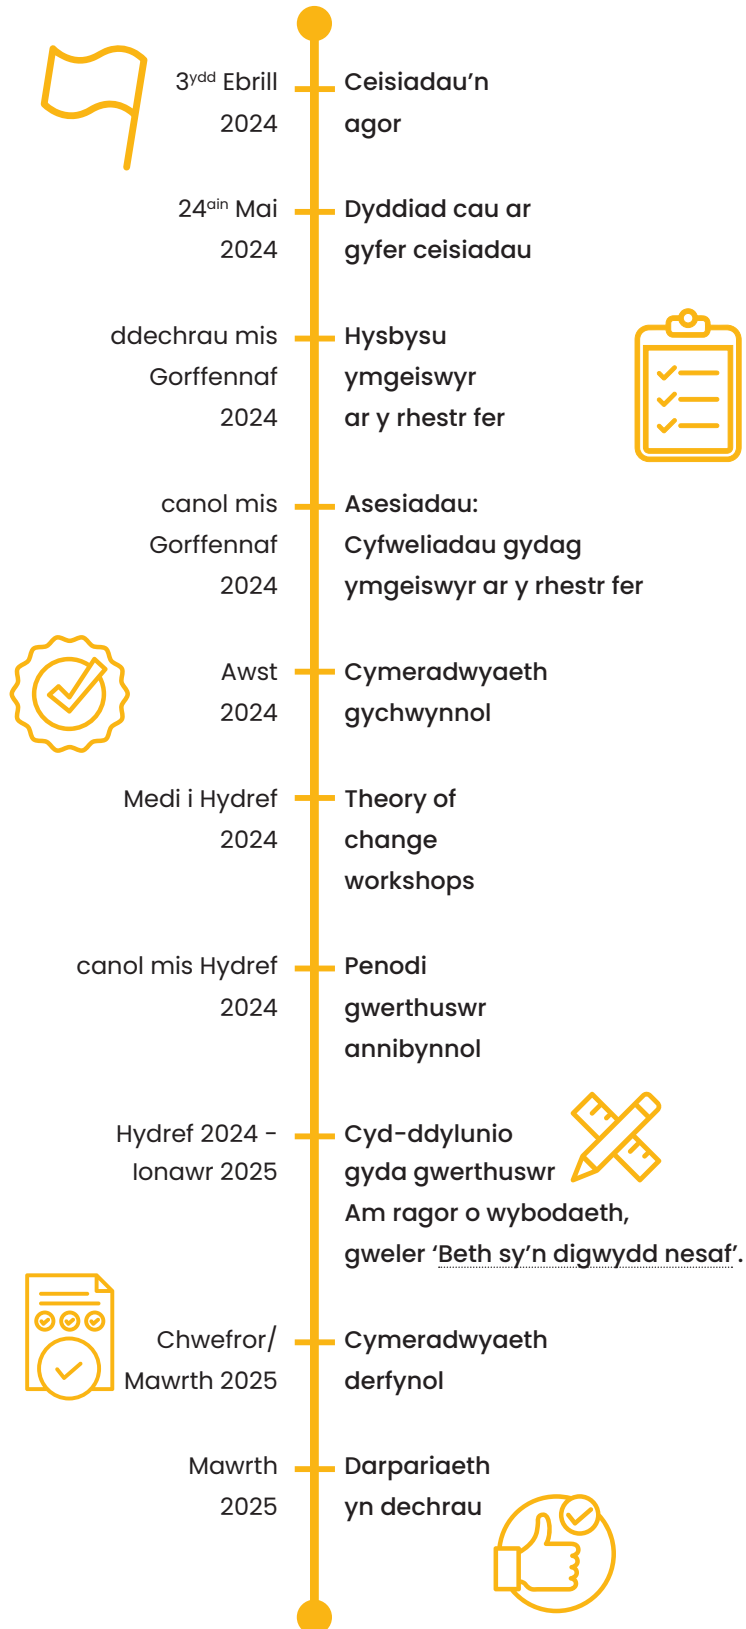 3ydd Ebrill
2024
Ceisiadau’n
agor
24ain Mai
2024
Dyddiad cau ar
gyfer ceisiadau
ddechrau mis
Gorffennaf
2024
Hysbysu
ymgeiswyr
ar y rhestr fer
canol mis
Gorffennaf
2024
Asesiadau:
Cyfweliadau gydag
ymgeiswyr ar y rhestr fer
Awst
2024
Cymeradwyaeth
gychwynnol
Medi i Hydref
2024
Theory of
change
workshops
canol mis Hydref
2024
Penodi
gwerthuswr
annibynnol
Hydref 2024 -
Ionawr 2025
Cyd-ddylunio
gyda gwerthuswr
Am ragor o wybodaeth,
gweler ‘Beth sy’n digwydd nesaf’.
Chwefror/
Mawrth 2025
Cymeradwyaeth
derfynol
Mawrth
2025
Darpariaeth
yn dechrau